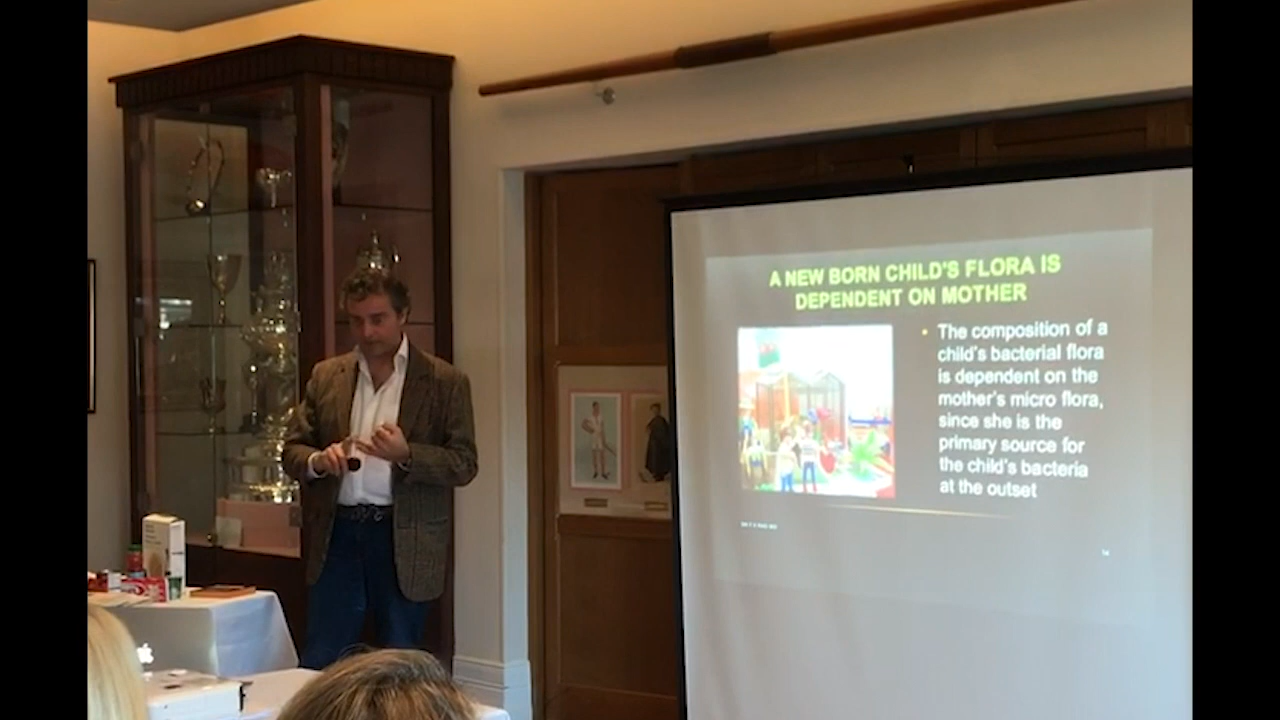 A NEW BORN CHILD'S FLORA IS
DEPENDENT ON MOTHER
• The composition of a
child's bacterial flora
is dependent on the
mother's micro flora,
since she is the
primary source for
the child's bacteria
at the outset